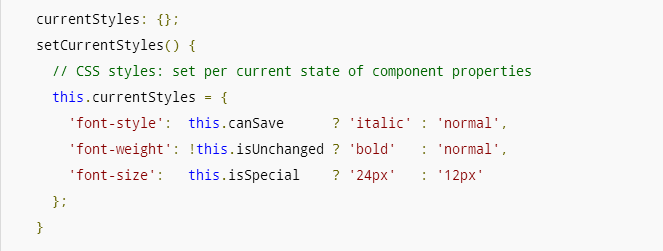 currentStyles: {};
setCurrentStyles() {
  // CSS styles: set per current state of component properties
  this.currentStyles = {
    'font-style':  this.canSave      ? 'italic' : 'normal',
    'font-weight': !this.isUnchanged ? 'bold'   : 'normal',
    'font-size':   this.isSpecial    ? '24px'   : '12px'
  };
}